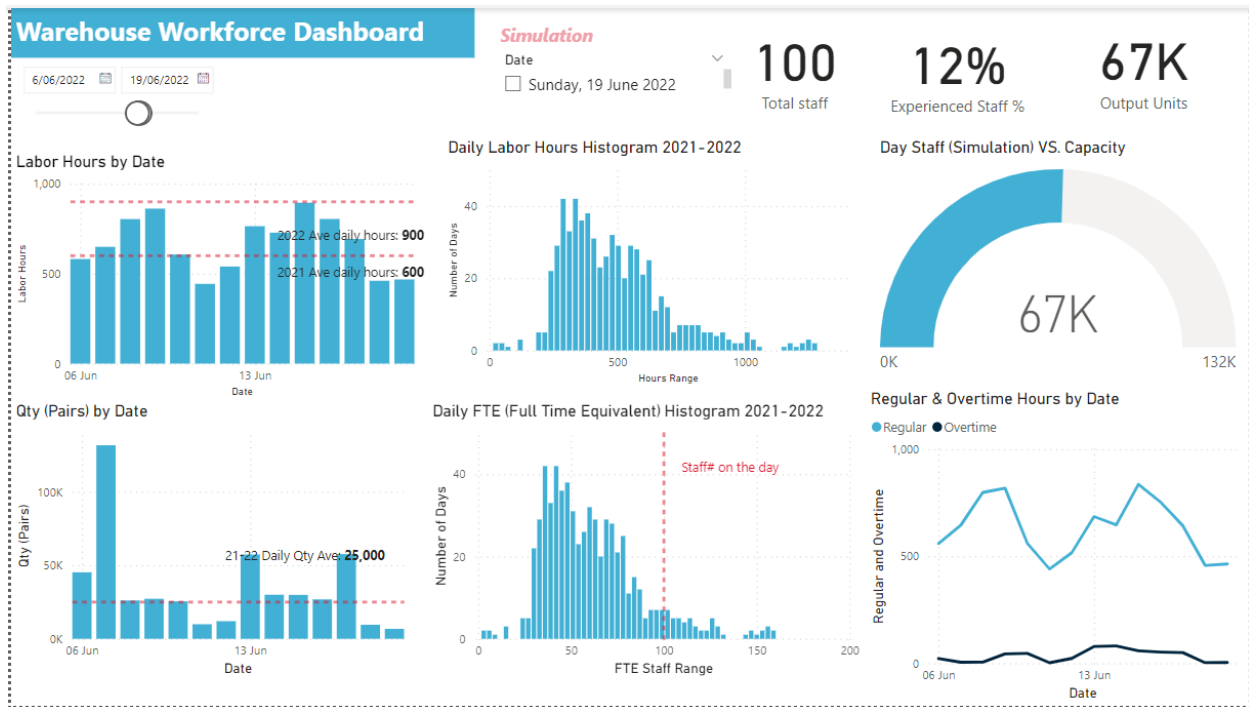 Warehouse Workforce Dashboard
6/06/2022
19/06/2022
Simulation
Date
Sunday, 19 June 2022
100
Total staff
12%
Experienced Staff %
67K
Output Units
Labor Hours by Date
Labor Hours
1,000
500
0
2022 Ave daily hours: 900
2021 Ave daily hours: 600
06 Jun
13 Jun
Date
Daily Labor Hours Histogram 2021-2022
Number of Days
40
20
0
0
500
1000
Hours Range
Day Staff (Simulation) VS. Capacity
67K
0K
132K
Qty (Pairs) by Date
Qty (Pairs)
100K
50K
0K
21-22 Daily Qty Ave: 25,000
06 Jun
13 Jun
Date
Daily FTE (Full Time Equivalent) Histogram 2021-2022
Number of Days
40
20
0
Staff# on the day
0
50
100
150
200
FTE Staff Range
Regular & Overtime Hours by Date
Regular
Overtime
Regular and Overtime
1,000
500
0
06 Jun
13 Jun
Date